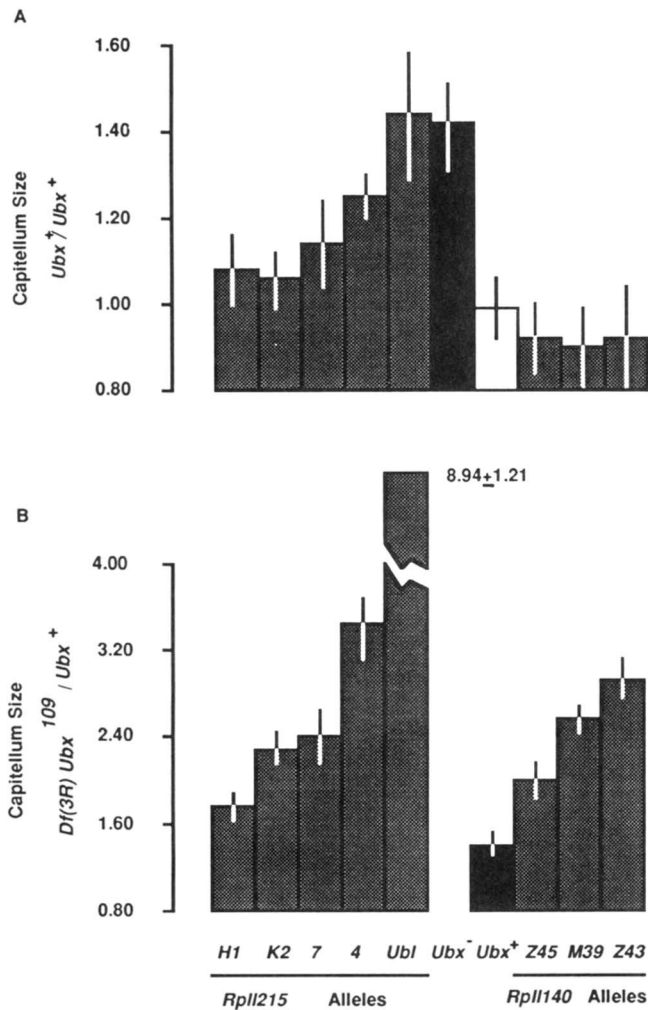 A
1.60
1.40
1.20
1.00
0.80
Capitellum Size
Ubx+/Ubx+
8.94±1.21
B
4.00
3.20
2.40
1.60
0.80
Capitellum Size
Df(3R) Ubx 109 / Ubx +
H1 K2 7 4 Ubl Ubx- Ubx+ Z45 M39 Z43
RpII215 Alleles RpII140 Alleles